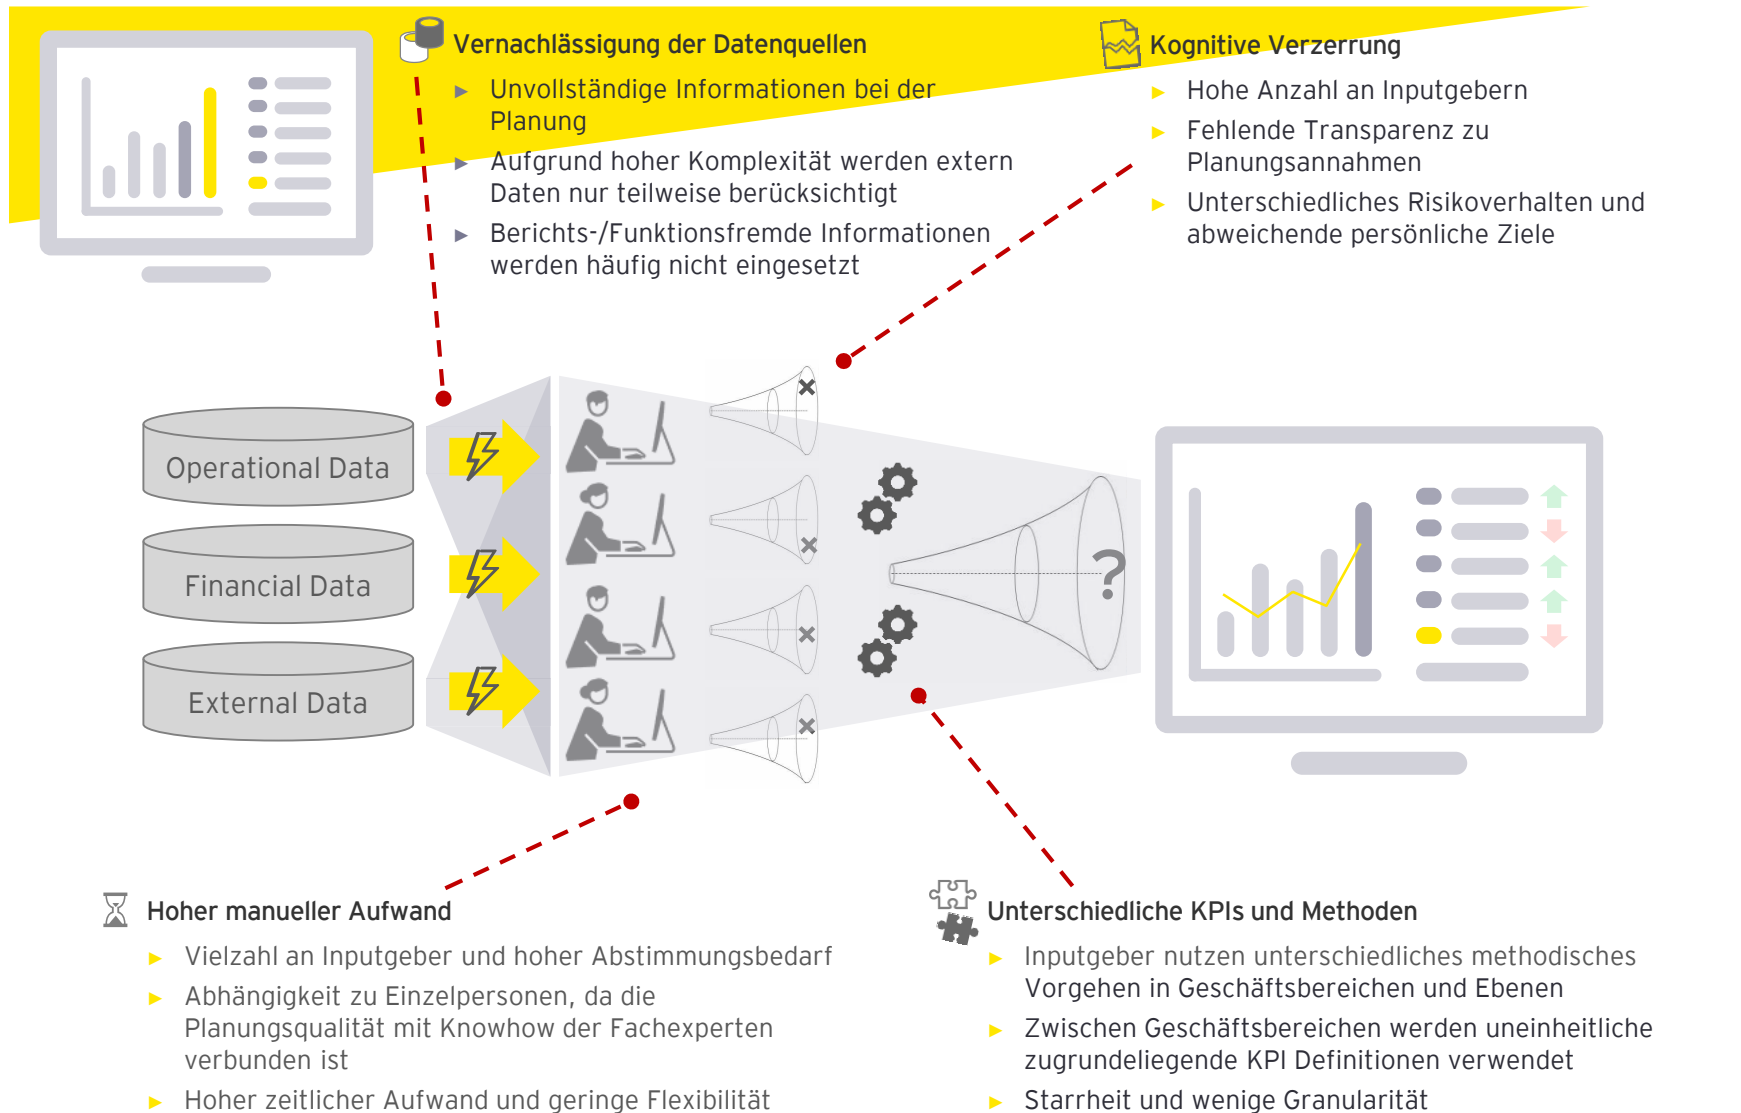 Vernachlässigung der Datenquellen
► Unvollständige Informationen bei der
Planung
► Aufgrund hoher Komplexität werden extern
Daten nur teilweise berücksichtigt
► Berichts-/Funktionsfremde Informationen
werden häufig nicht eingesetzt
Kognitive Verzerrung
► Hohe Anzahl an Inputgebern
► Fehlende Transparenz zu
Planungsannahmen
► Unterschiedliches Risikoverhalten und
abweichende persönliche Ziele
Operational Data
Financial Data
External Data
?
Hoher manueller Aufwand
► Vielzahl an Inputgeber und hoher Abstimmungsbedarf
► Abhängigkeit zu Einzelpersonen, da die
Planungsqualität mit Knowhow der Fachexperten
verbunden ist
► Hoher zeitlicher Aufwand und geringe Flexibilität
Unterschiedliche KPIs und Methoden
► Inputgeber nutzen unterschiedliches methodisches
Vorgehen in Geschäftsbereichen und Ebenen
► Zwischen Geschäftsbereichen werden uneinheitliche
zugrundeliegende KPI Definitionen verwendet
► Starrheit und wenige Granularität